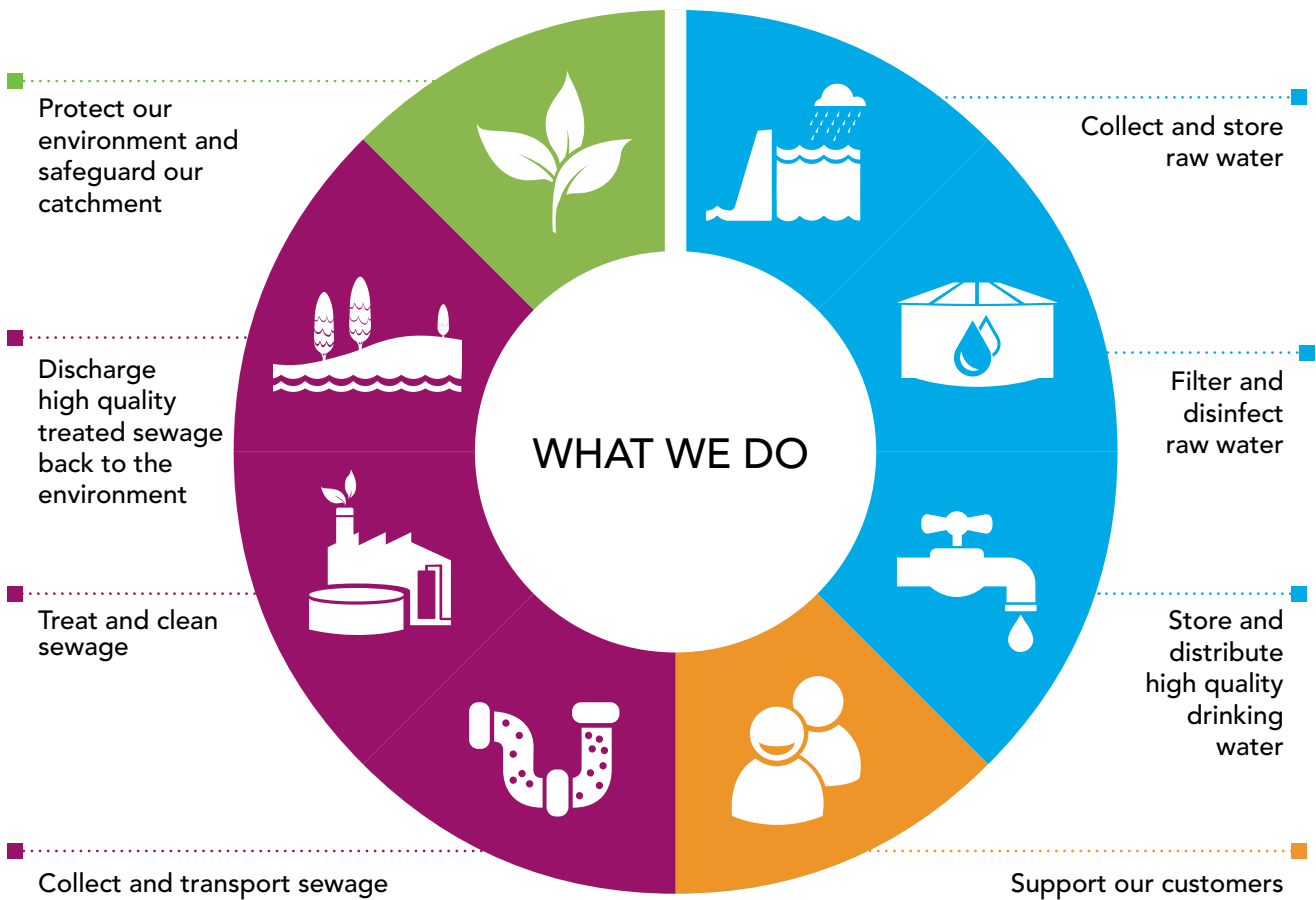 Protect our
environment and
safeguard our
catchment
Collect and store
raw water
Discharge
high quality
treated sewage
back to the
environment
WHAT WE DO
Filter and
disinfect
raw water
Treat and clean
sewage
Store and
distribute
high quality
drinking
water
Collect and transport sewage
Support our customers